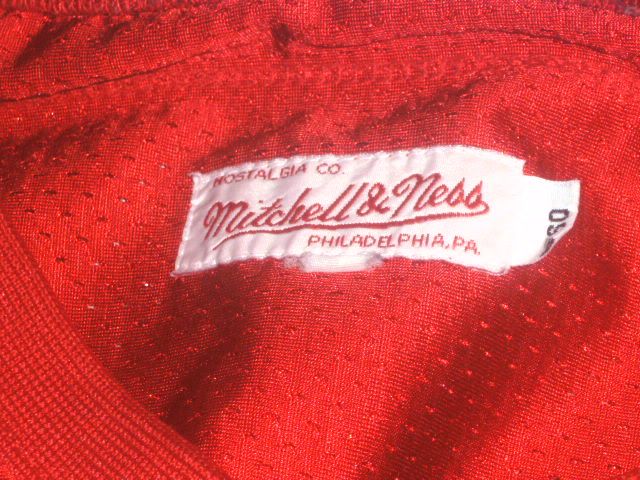 NOSTALGIA CO.
Mitchell & Ness
PHILADELPHIA, PA.